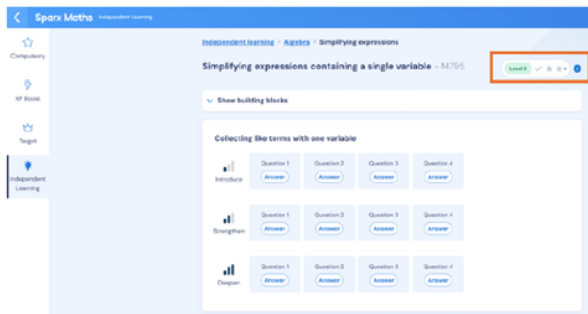 Sparx Maths Independent Learning
Independent learning > Algebra > Simplifying expressions
Compulsory
Simplifying expressions containing a single variable - M795
XP Boost
Show building blocks
Target
Collecting like terms with one variable
Question 1 Question 2 Question 3 Question 4
Answer Answer Answer Answer
Introduce
Independent
Learning
Question 1 Question 2 Question 3 Question 4
Answer Answer Answer Answer
Strengthen
Question 1 Question 2 Question 3 Question 4
Answer Answer Answer Answer
Deepen